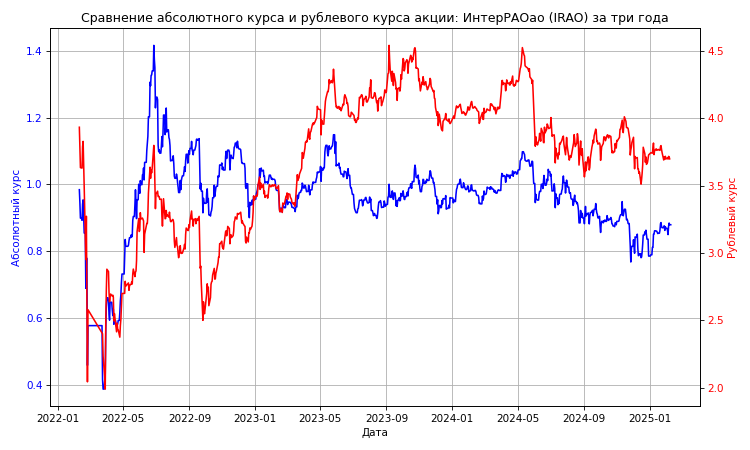 Сравнение абсолютного курса и рублевого курса акции: ИнтерРАОао (IRAO) за три года
1.4
1.2
1.0
0.8
0.6
0.4
Абсолютный курс
4.5
4.0
3.5
3.0
2.5
2.0
Рублевый курс
2022-01 2022-05 2022-09 2023-01 2023-05 2023-09 2024-01 2024-05 2024-09 2025-01
Дата